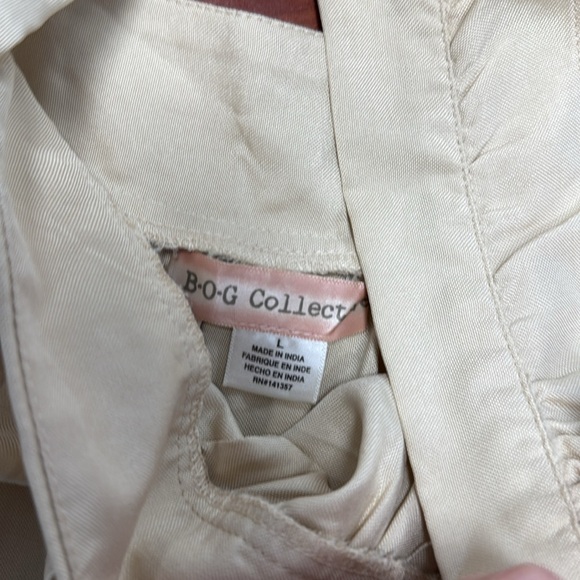 B·O·G Collect
L
MADE IN INDIA
FABRIQUE EN INDE
HECHO EN INDIA
RN#141357